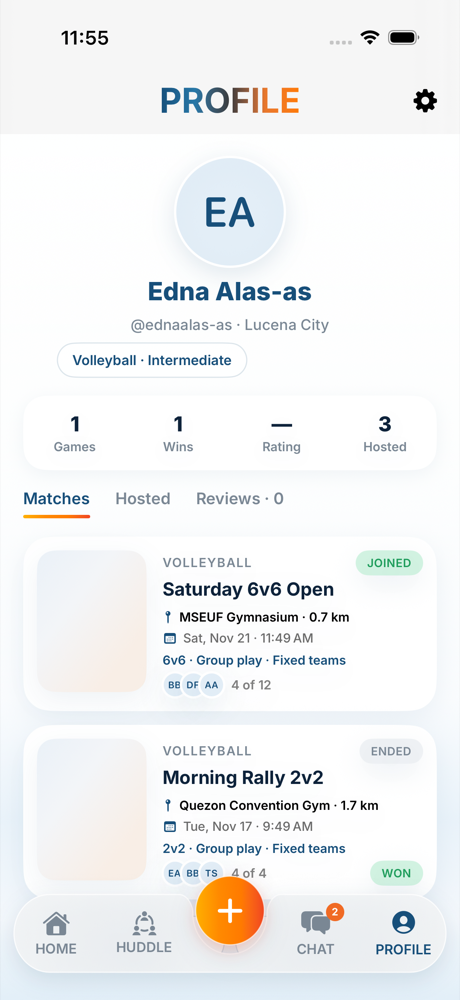 11:55
PROFILE
EA
Edna Alas-as
@ednaalas-as · Lucena City
Volleyball · Intermediate
1 1 — 3
Games Wins Rating Hosted
Matches Hosted Reviews · 0
VOLLEYBALL JOINED
Saturday 6v6 Open
MSEUF Gymnasium · 0.7 km
Sat, Nov 21 · 11:49 AM
6v6 · Group play · Fixed teams
BB DF AA 4 of 12
VOLLEYBALL ENDED
Morning Rally 2v2
Quezon Convention Gym · 1.7 km
Tue, Nov 17 · 9:49 AM
2v2 · Group play · Fixed teams
EA BB TS 4 of 4 WON
2
HOME HUDDLE CHAT PROFILE